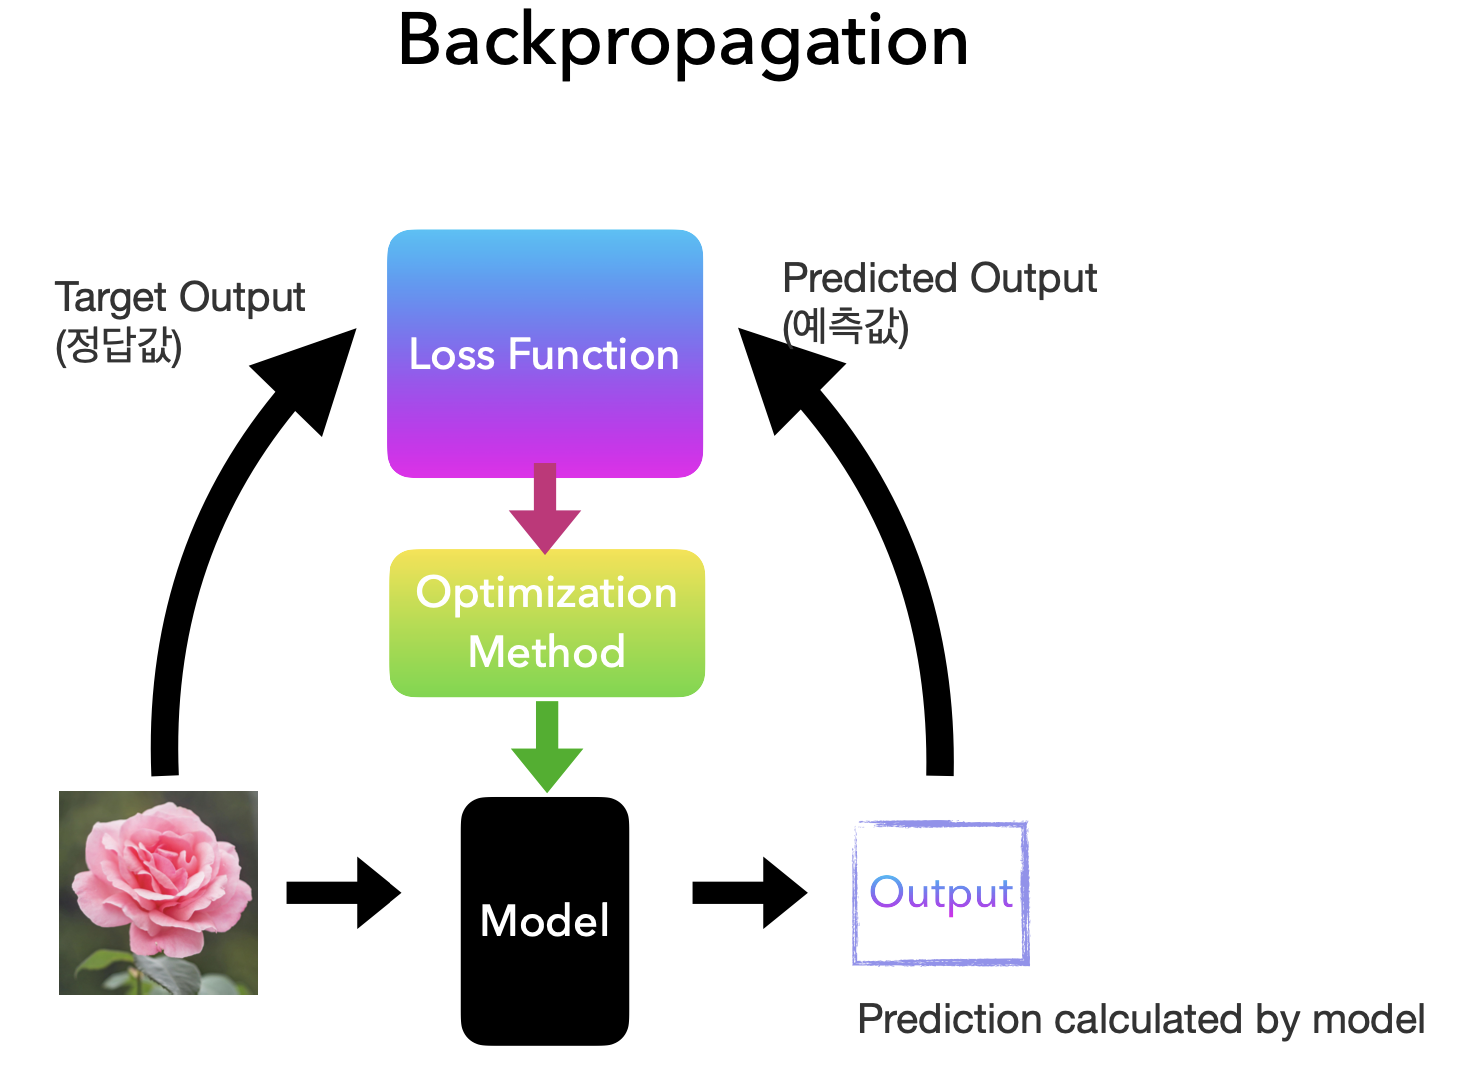 Backpropagation
Target Output
(정답값)
Loss Function
Predicted Output
(예측값)
Optimization
Method
Model
Output
Prediction calculated by model